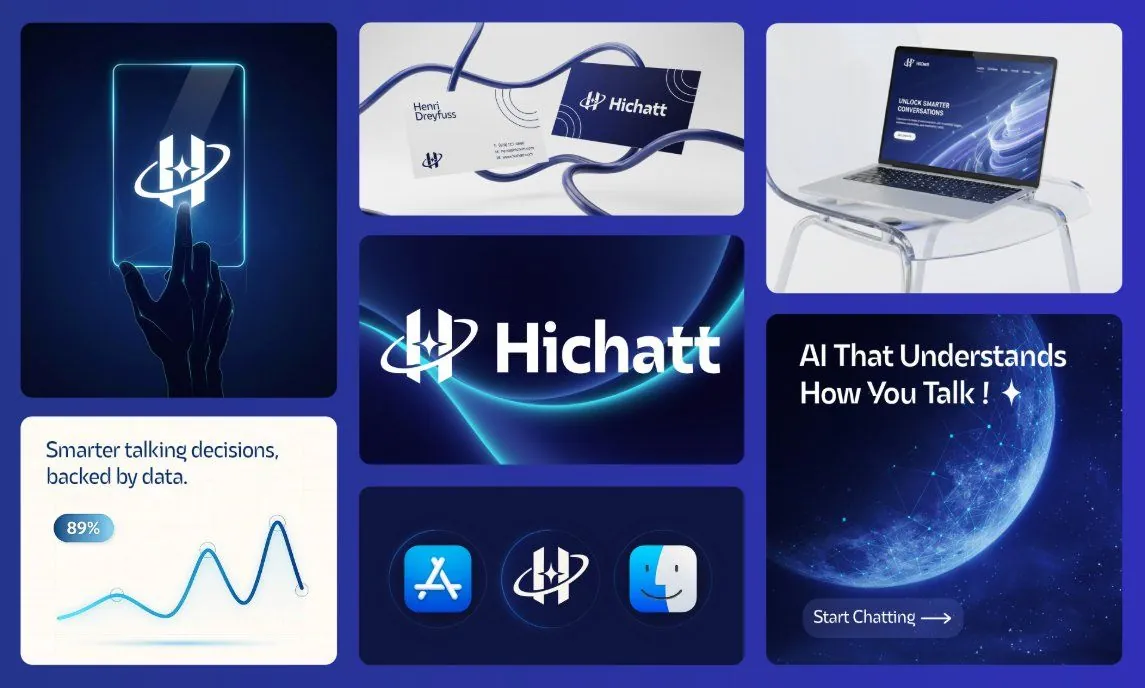 Henri
Dreyfuss
Hichatt
Hichatt
UNLOCK SMARTER
CONVERSATIONS
Hichatt
AI That Understands
How You Talk !
Start Chatting
Smarter talking decisions,
backed by data.
89%